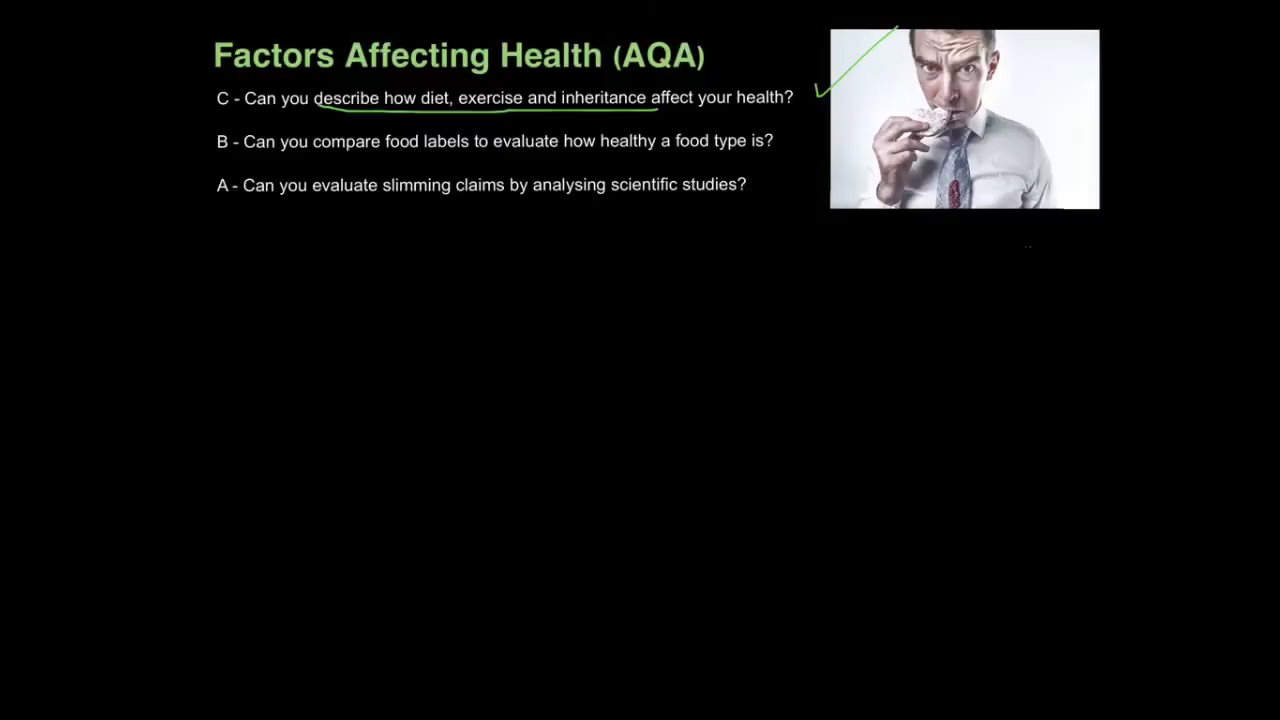 Factors Affecting Health (AQA)
C - Can you describe how diet, exercise and inheritance affect your health?
B - Can you compare food labels to evaluate how healthy a food type is?
A - Can you evaluate slimming claims by analysing scientific studies?